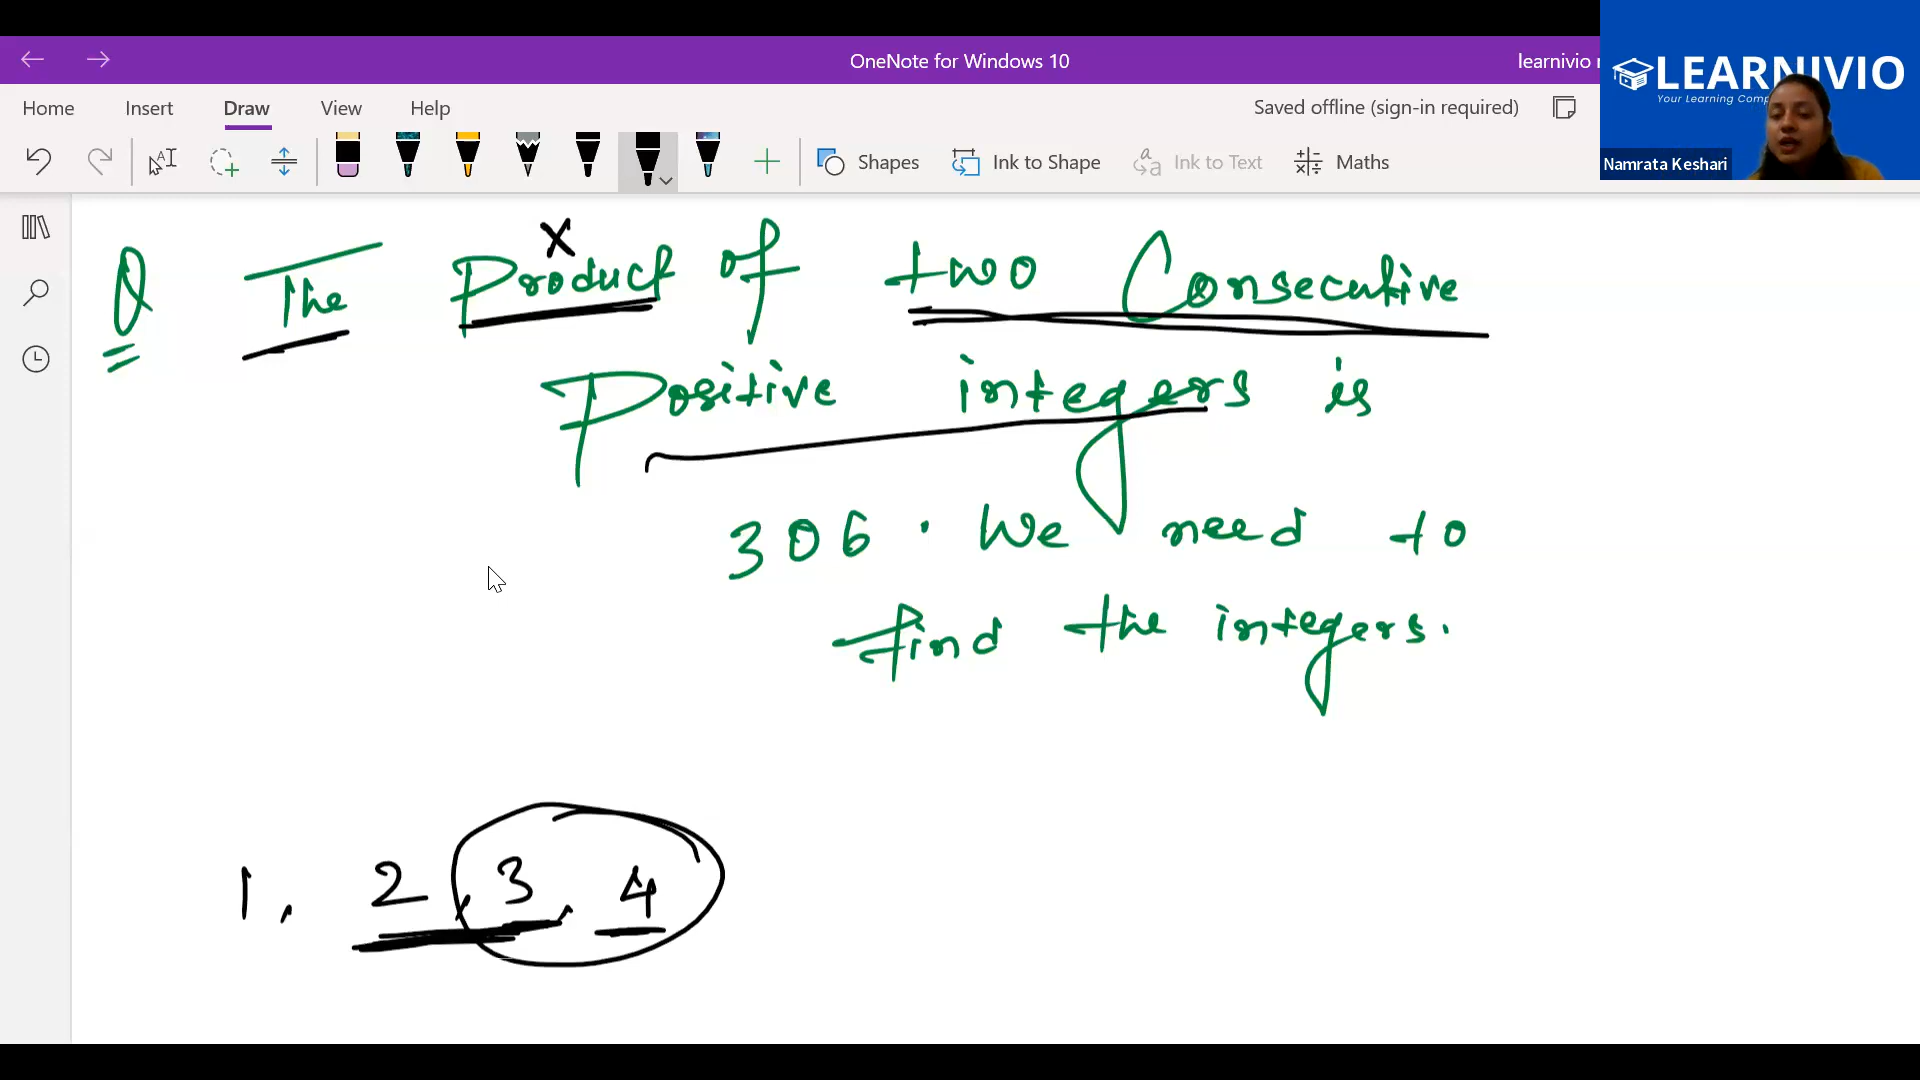 OneNote for Windows 10
learnivio
LEARNIVIO
Your Learning Comp
Home Insert Draw View Help
Saved offline (sign-in required)
Shapes Ink to Shape Ink to Text Maths
Namrata Keshari
x
Q The Product of two Consecutive
Positive integers is
306. We need to
find the integers.
1, 2, 3, 4